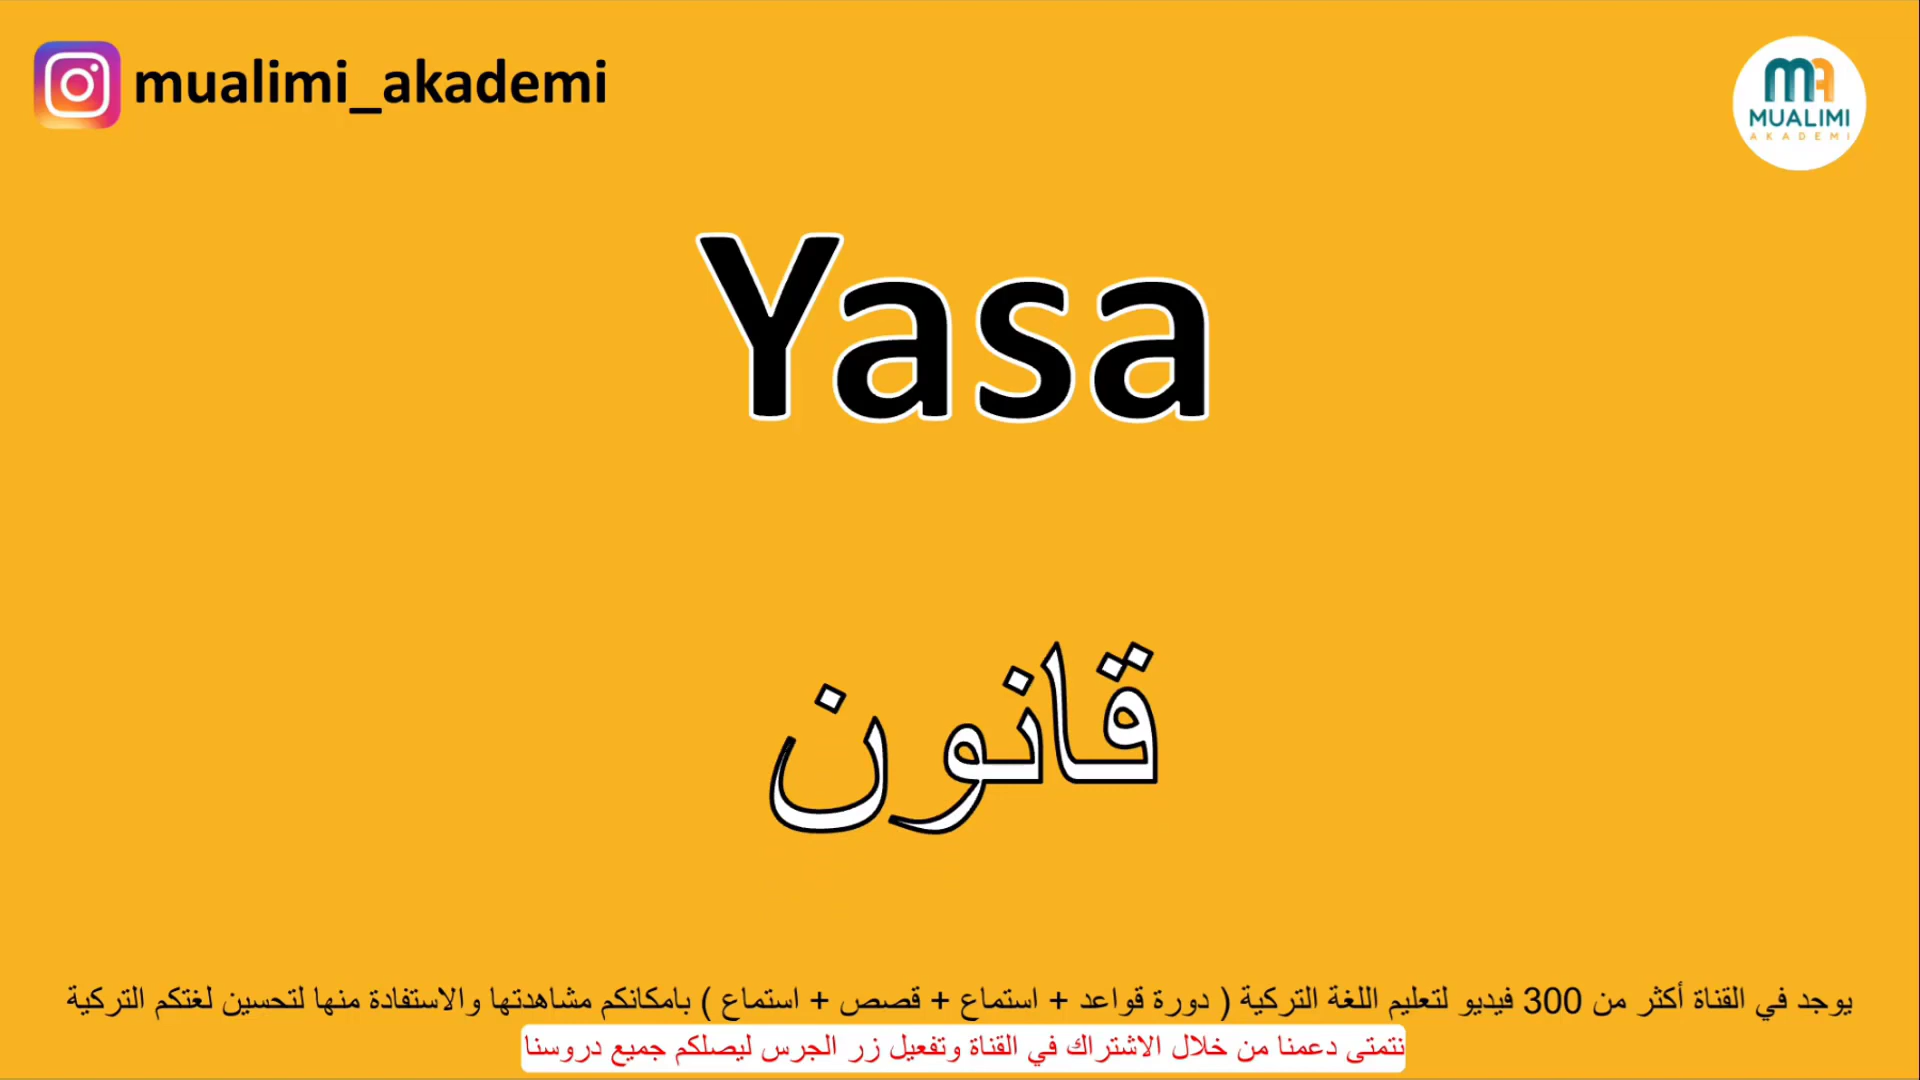 mualimi_akademi
MA
MUALIMI
AKADEMI
Yasa
قانون
يوجد في القناة أكثر من 300 فيديو لتعليم اللغة التركية ( دورة قواعد + استماع + قصص + استماع ) بامكانكم مشاهدتها والاستفادة منها لتحسين لغتكم التركية
نتمتى دعمنا من خلال الاشتراك في القناة وتفعيل زر الجرس ليصلكم جميع دروسنا